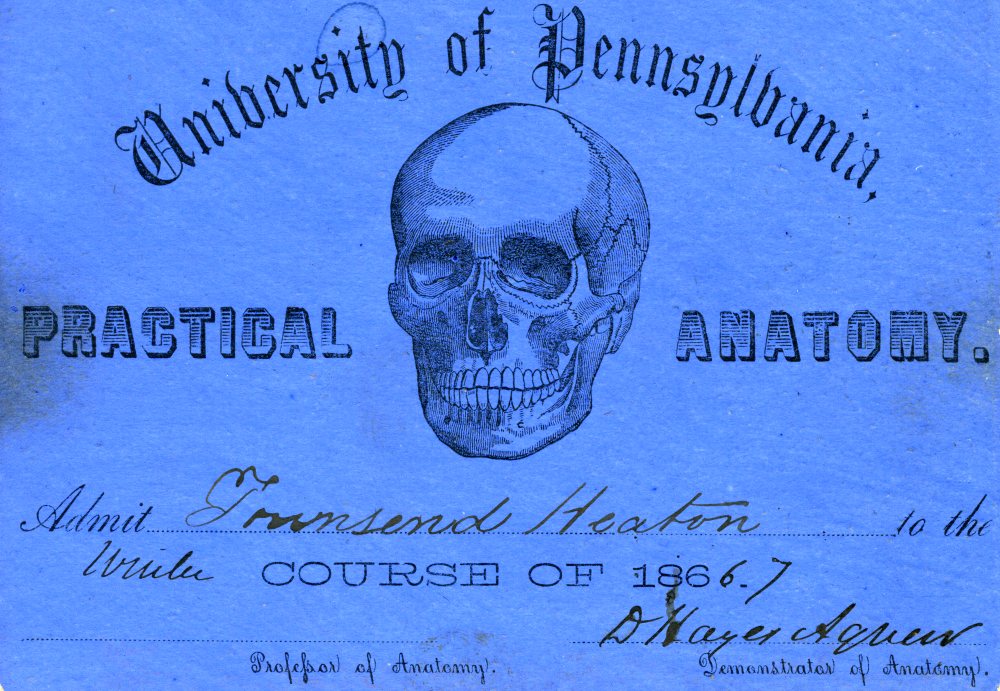 University of Pennsylvania.
PRACTICAL ANATOMY.
Admit Townsend Heaton to the
Winter COURSE OF 1866.7
D Hayes Agnew
Professor of Anatomy. Demonstrator of Anatomy.